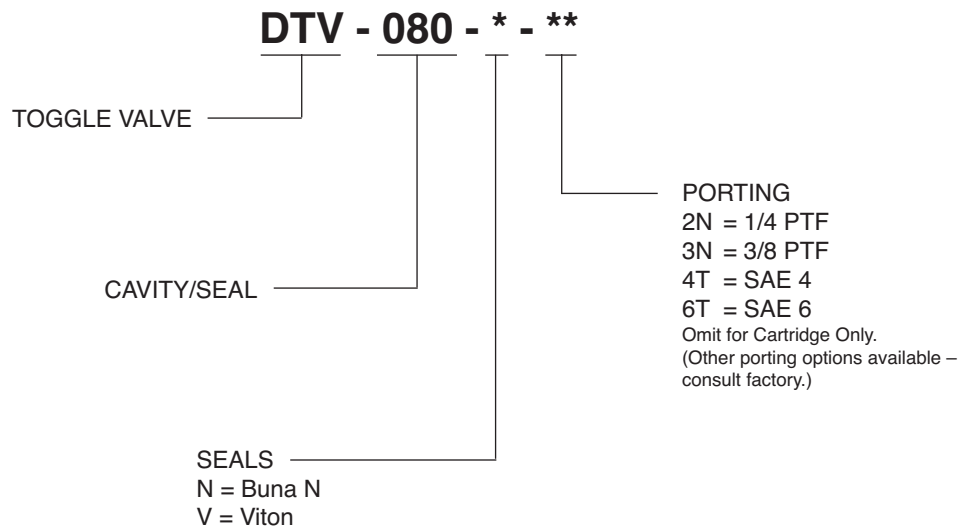 DTV - 080 - * - **
TOGGLE VALVE
PORTING
2N = 1/4 PTF
3N = 3/8 PTF
4T = SAE 4
6T = SAE 6
Omit for Cartridge Only.
(Other porting options available –
consult factory.)
CAVITY/SEAL
SEALS
N = Buna N
V = Viton